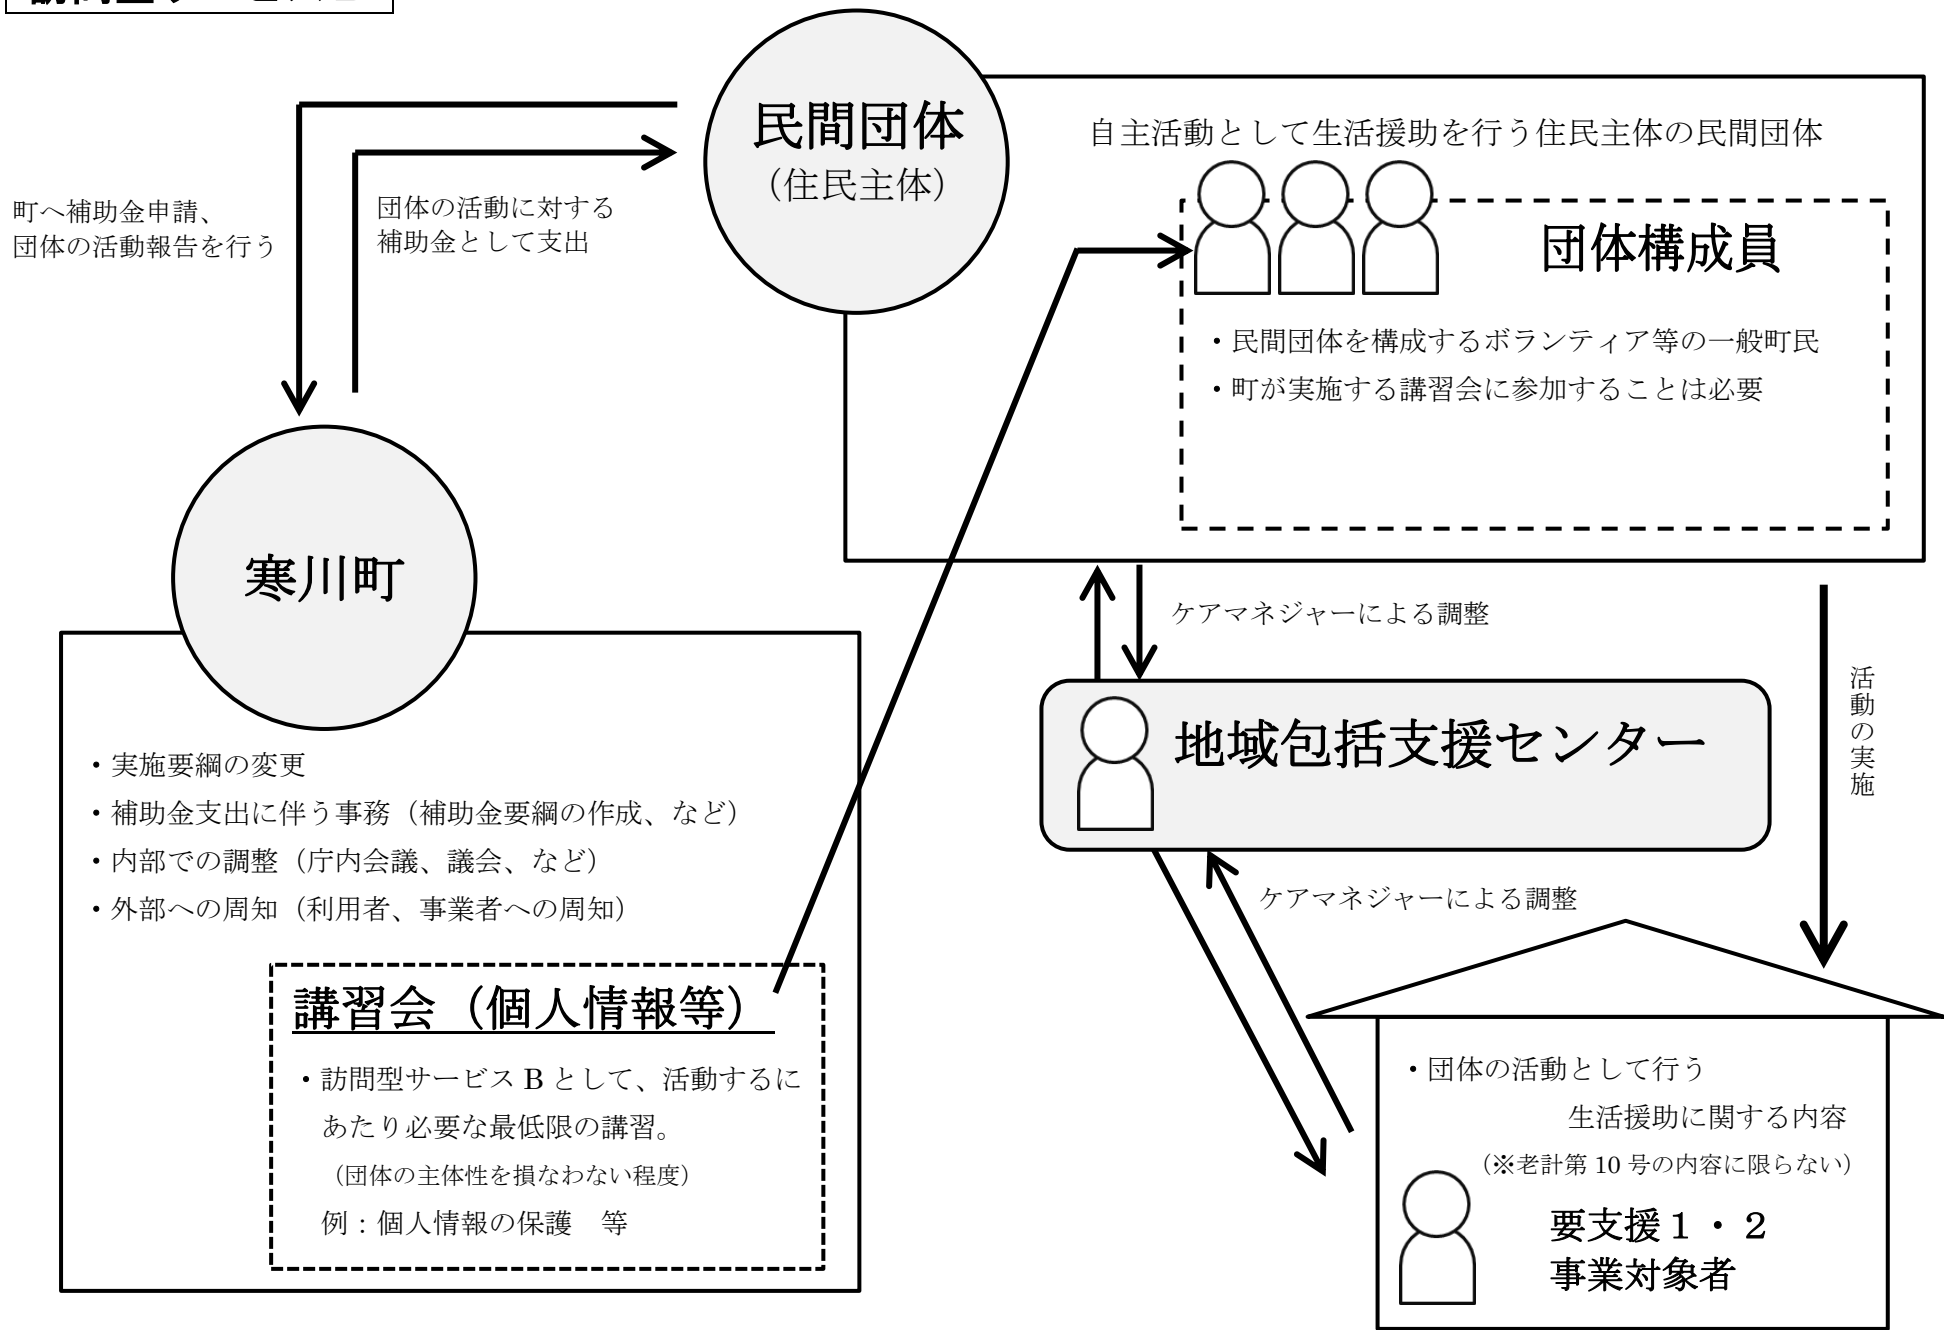 民間団体
（住民主体）
自主活動として生活援助を行う住民主体の民間団体
団体構成員
・民間団体を構成するボランティア等の一般町民
・町が実施する講習会に参加することは必要
町へ補助金申請、
団体の活動報告を行う
団体の活動に対する
補助金として支出
寒川町
・実施要綱の変更
・補助金支出に伴う事務（補助金要綱の作成、など）
・内部での調整（庁内会議、議会、など）
・外部への周知（利用者、事業者への周知）
講習会（個人情報等）
・訪問型サービス B として、活動するに
あたり必要な最低限の講習。
（団体の主体性を損なわない程度）
例：個人情報の保護　等
ケアマネジャーによる調整
地域包括支援センター
活動の実施
ケアマネジャーによる調整
・団体の活動として行う
生活援助に関する内容
（※老計第 10 号の内容に限らない）
要支援１・２
事業対象者